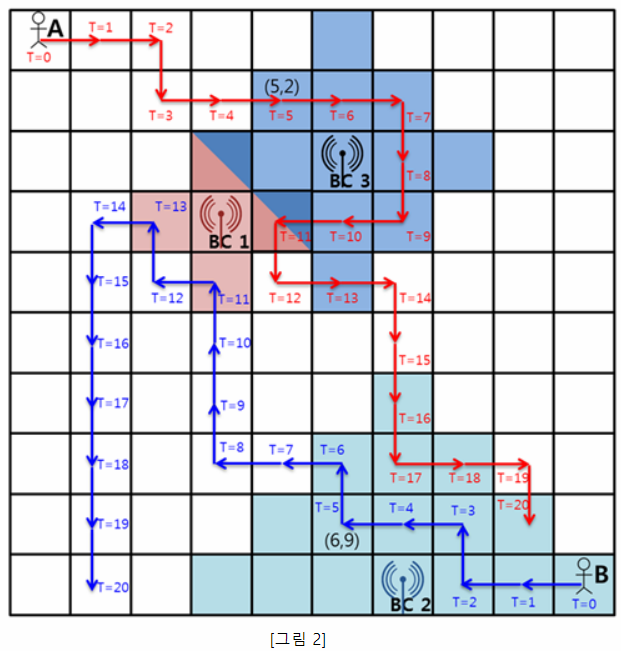 A
T=0
T=1
T=2
T=3
T=4
(5,2)
T=5
T=6
T=7
BC 3
T=8
T=14
T=13
BC 1
T=11
T=10
T=9
T=15
T=12
T=11
T=12
T=13
T=14
T=16
T=10
T=15
T=17
T=9
T=16
T=18
T=8
T=7
T=6
T=17
T=18
T=19
T=19
T=5
T=4
T=3
T=20
(6,9)
T=20
BC 2
T=2
T=1
B
T=0
[그림 2]